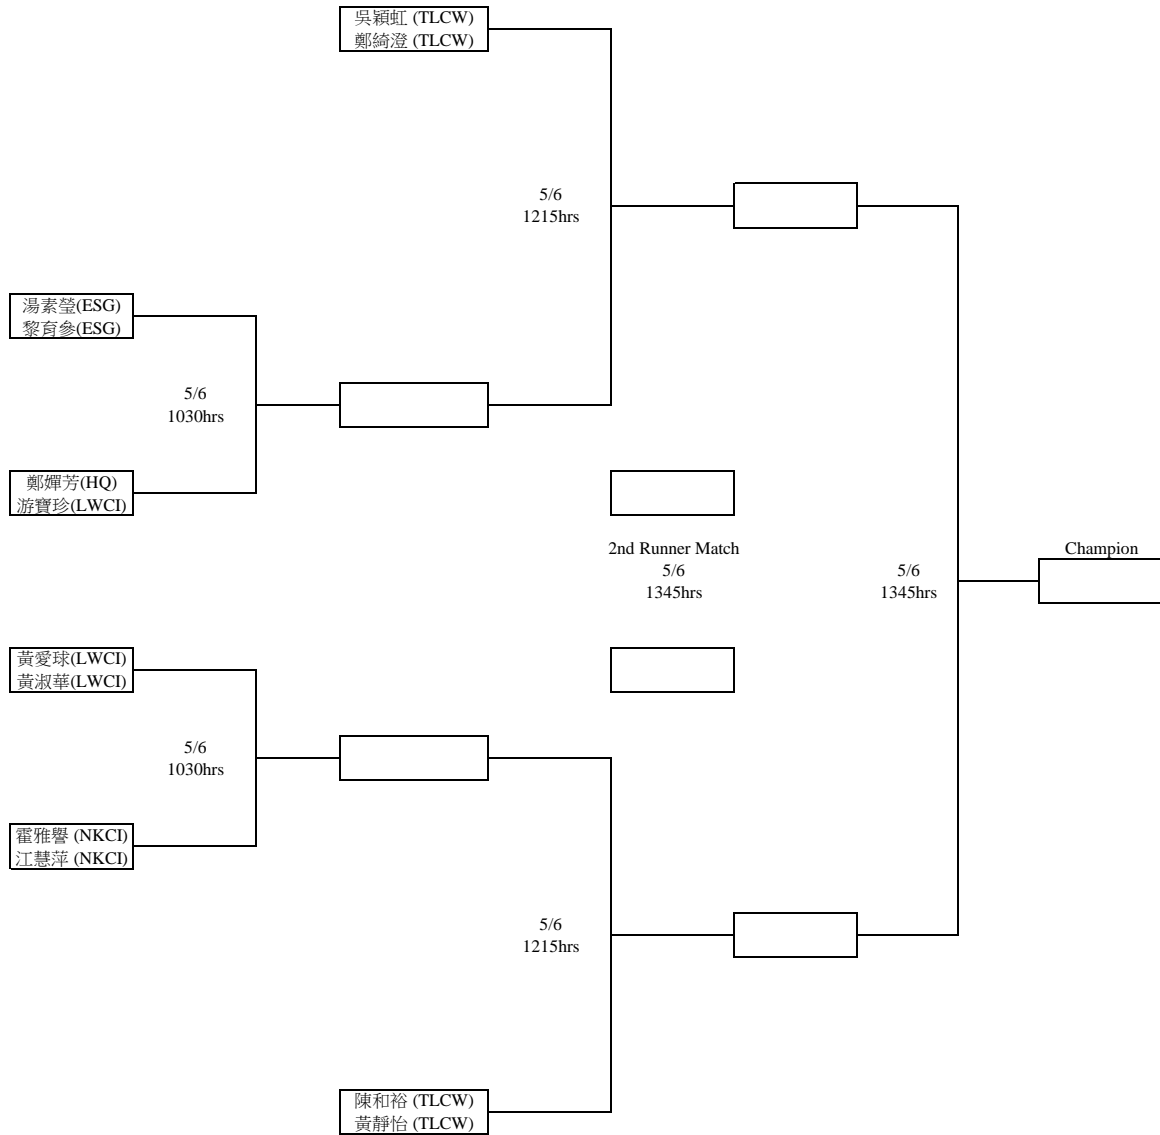 吳穎虹 (TLCW)
鄭綺澄 (TLCW)
5/6
1215hrs
湯素瑩(ESG)
黎育參(ESG)
5/6
1030hrs
鄭嬋芳(HQ)
游寶珍(LWCI)
2nd Runner Match
5/6
1345hrs
5/6
1345hrs
Champion
黃愛球(LWCI)
黃淑華(LWCI)
5/6
1030hrs
霍雅譽 (NKCI)
江慧萍 (NKCI)
5/6
1215hrs
陳和裕 (TLCW)
黃靜怡 (TLCW)